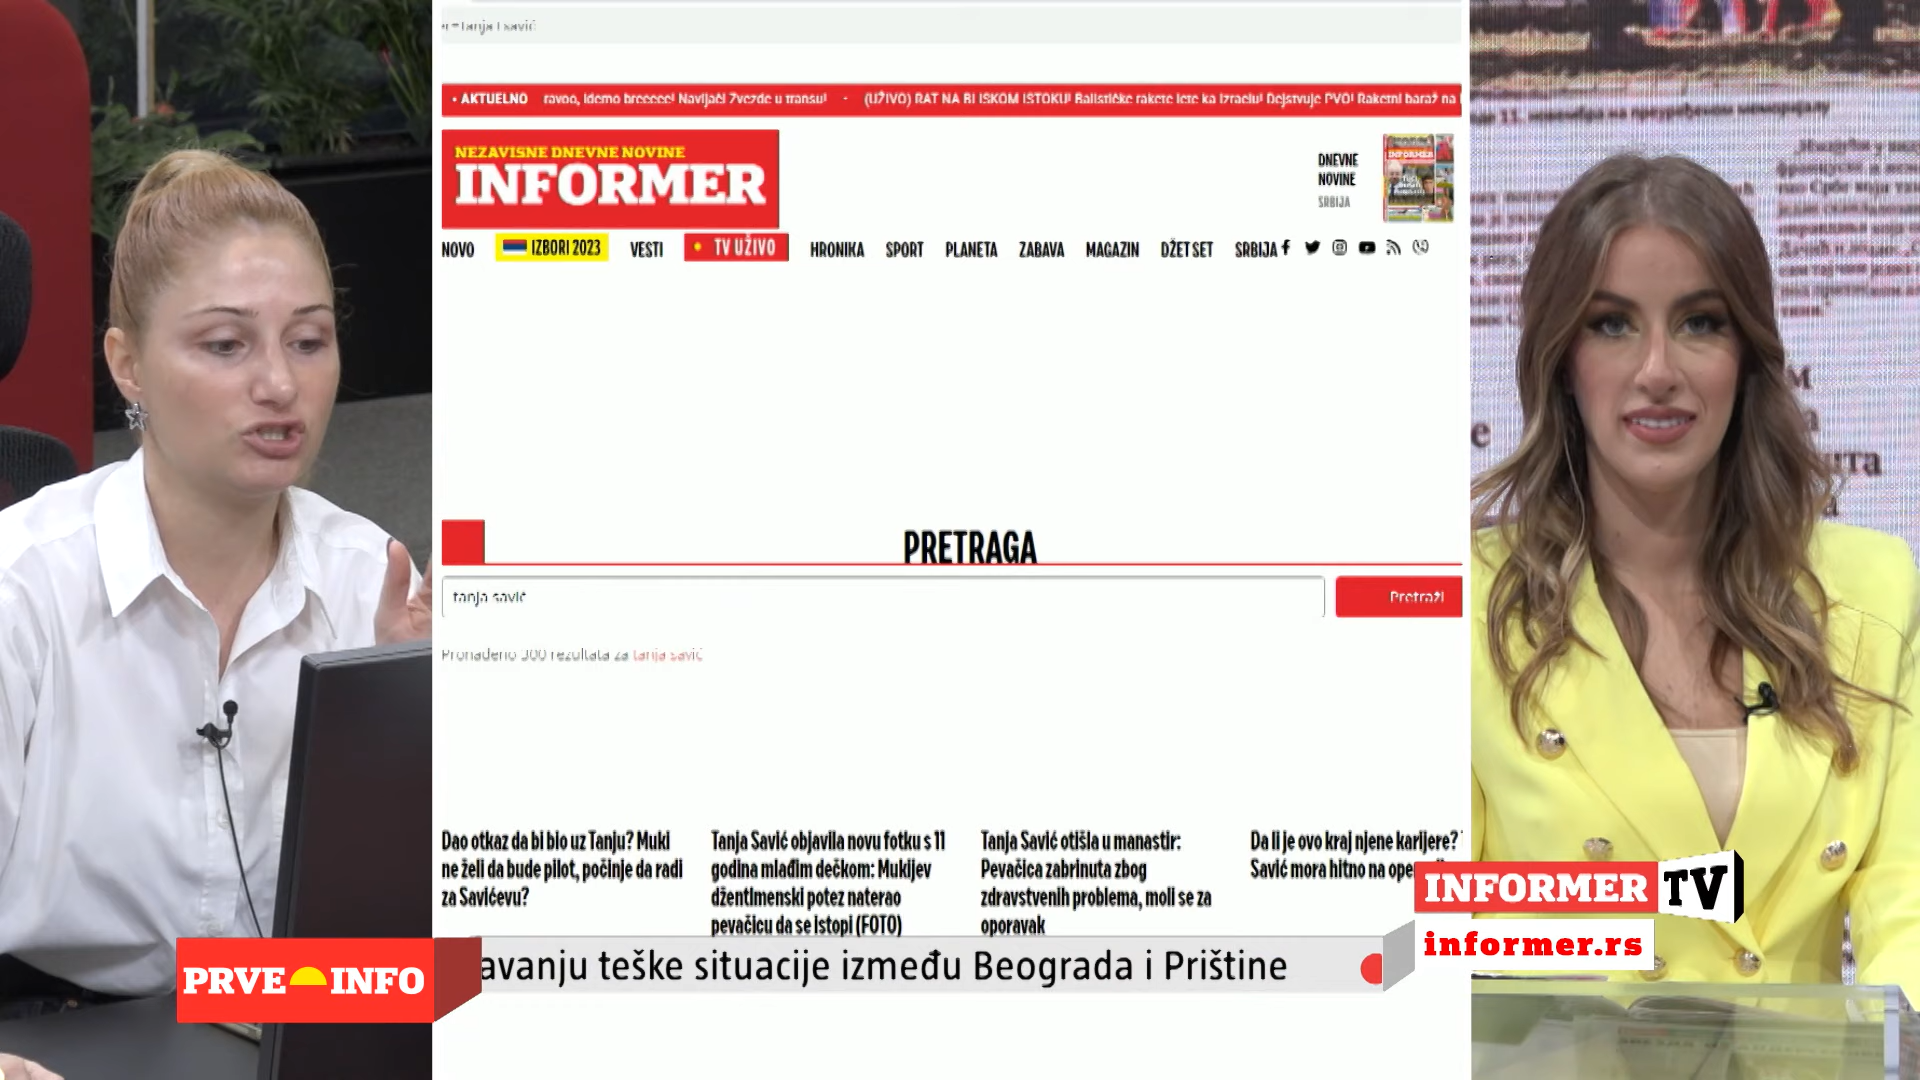 r=tanja+savić
• AKTUELNO ravoo, idemo breeeee! Navijači Zvezde u transu! - (UŽIVO) RAT NA BLISKOM ISTOKU! Balističke rakete lete ka Izraelu! Dejstvuje PVO! Raketni baraž na
NEZAVISNE DNEVNE NOVINE
INFORMER
DNEVNE
NOVINE
SRBIJA
INFORMER
NOVO IZBORI 2023 VESTI TV UŽIVO HRONIKA SPORT PLANETA ZABAVA MAGAZIN DŽET SET SRBIJA
PRETRAGA
tanja savić
Pretraži
Pronađeno 300 rezultata za tanja savić
Dao otkaz da bi bio uz Tanju? Muki
ne želi da bude pilot, počinje da radi
za Savićevu?
Tanja Savić objavila novu fotku s 11
godina mlađim dečkom: Mukijev
džentlmenski potez naterao
pevačicu da se istopi (FOTO)
Tanja Savić otišla u manastir:
Pevačica zabrinuta zbog
zdravstvenih problema, moli se za
oporavak
Da li je ovo kraj njene karijere?
Savić mora hitno na ope
INFORMER TV
informer.rs
PRVE INFO
avanju teške situacije između Beograda i Prištine